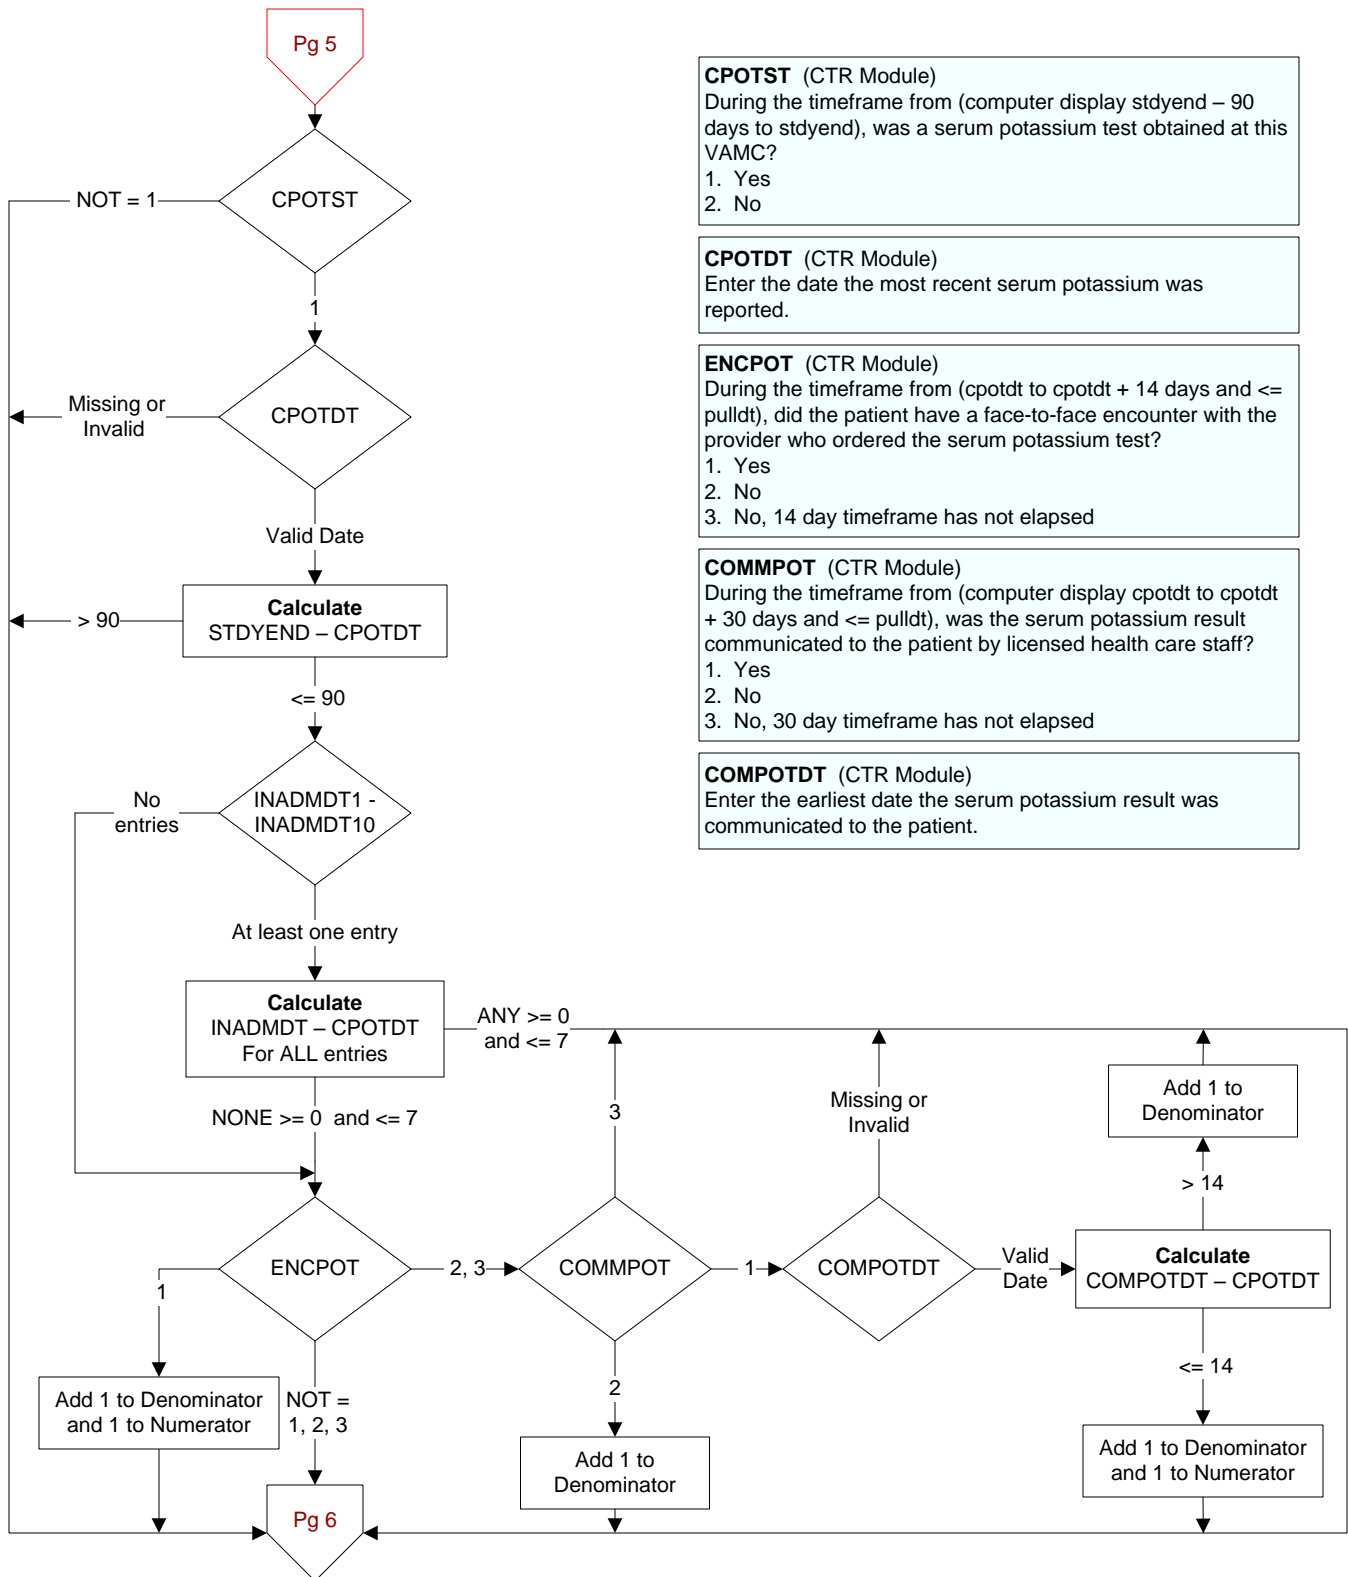 Pg 5
CPOTST (CTR Module)
During the timeframe from (computer display stdyend – 90
days to stdyend), was a serum potassium test obtained at this
VAMC?
1. Yes
2. No
CPOTST
NOT = 1
1
CPOTDT (CTR Module)
Enter the date the most recent serum potassium was
reported.
CPOTDT
Missing or
Invalid
Valid Date
ENCPOT (CTR Module)
During the timeframe from (cpotdt to cpotdt + 14 days and <=
pulldt), did the patient have a face-to-face encounter with the
provider who ordered the serum potassium test?
1. Yes
2. No
3. No, 14 day timeframe has not elapsed
Calculate
STDYEND – CPOTDT
> 90
<= 90
COMMPOT (CTR Module)
During the timeframe from (computer display cpotdt to cpotdt
+ 30 days and <= pulldt), was the serum potassium result
communicated to the patient by licensed health care staff?
1. Yes
2. No
3. No, 30 day timeframe has not elapsed
COMPOTDT (CTR Module)
Enter the earliest date the serum potassium result was
communicated to the patient.
INADMDT1 -
INADMDT10
No
entries
At least one entry
Calculate
INADMDT – CPOTDT
For ALL entries
ANY >= 0
and <= 7
NONE >= 0 and <= 7
3
Missing or
Invalid
Add 1 to
Denominator
> 14
ENCPOT
2, 3
COMMPOT
1
COMPOTDT
Valid
Date
Calculate
COMPOTDT – CPOTDT
1
NOT =
1, 2, 3
2
<= 14
Add 1 to Denominator
and 1 to Numerator
Add 1 to
Denominator
Add 1 to Denominator
and 1 to Numerator
Pg 6